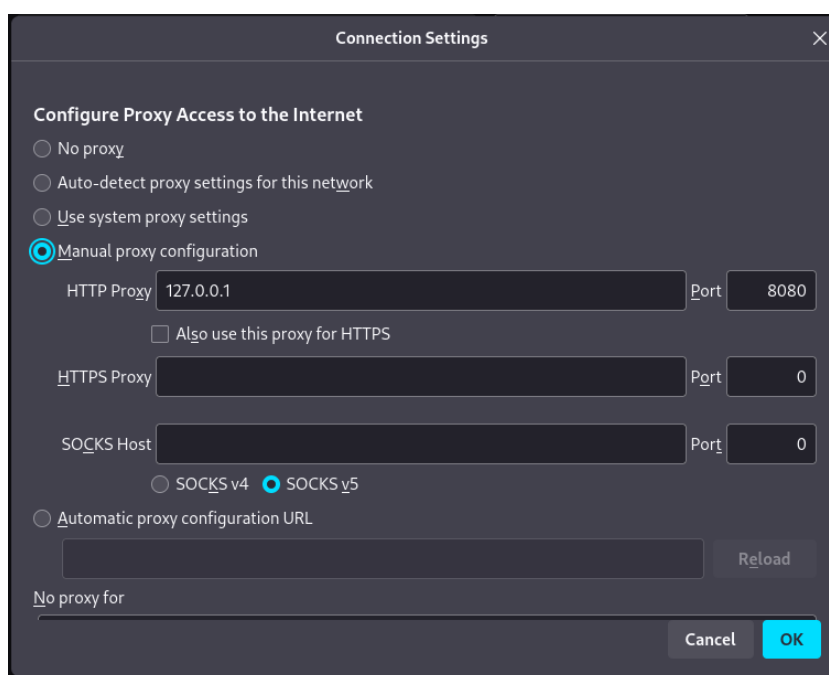 Connection Settings
Configure Proxy Access to the Internet
No proxy
Auto-detect proxy settings for this network
Use system proxy settings
Manual proxy configuration
HTTP Proxy 127.0.0.1 Port 8080
Also use this proxy for HTTPS
HTTPS Proxy Port 0
SOCKS Host Port 0
SOCKS v4 SOCKS v5
Automatic proxy configuration URL
Reload
No proxy for
Cancel OK